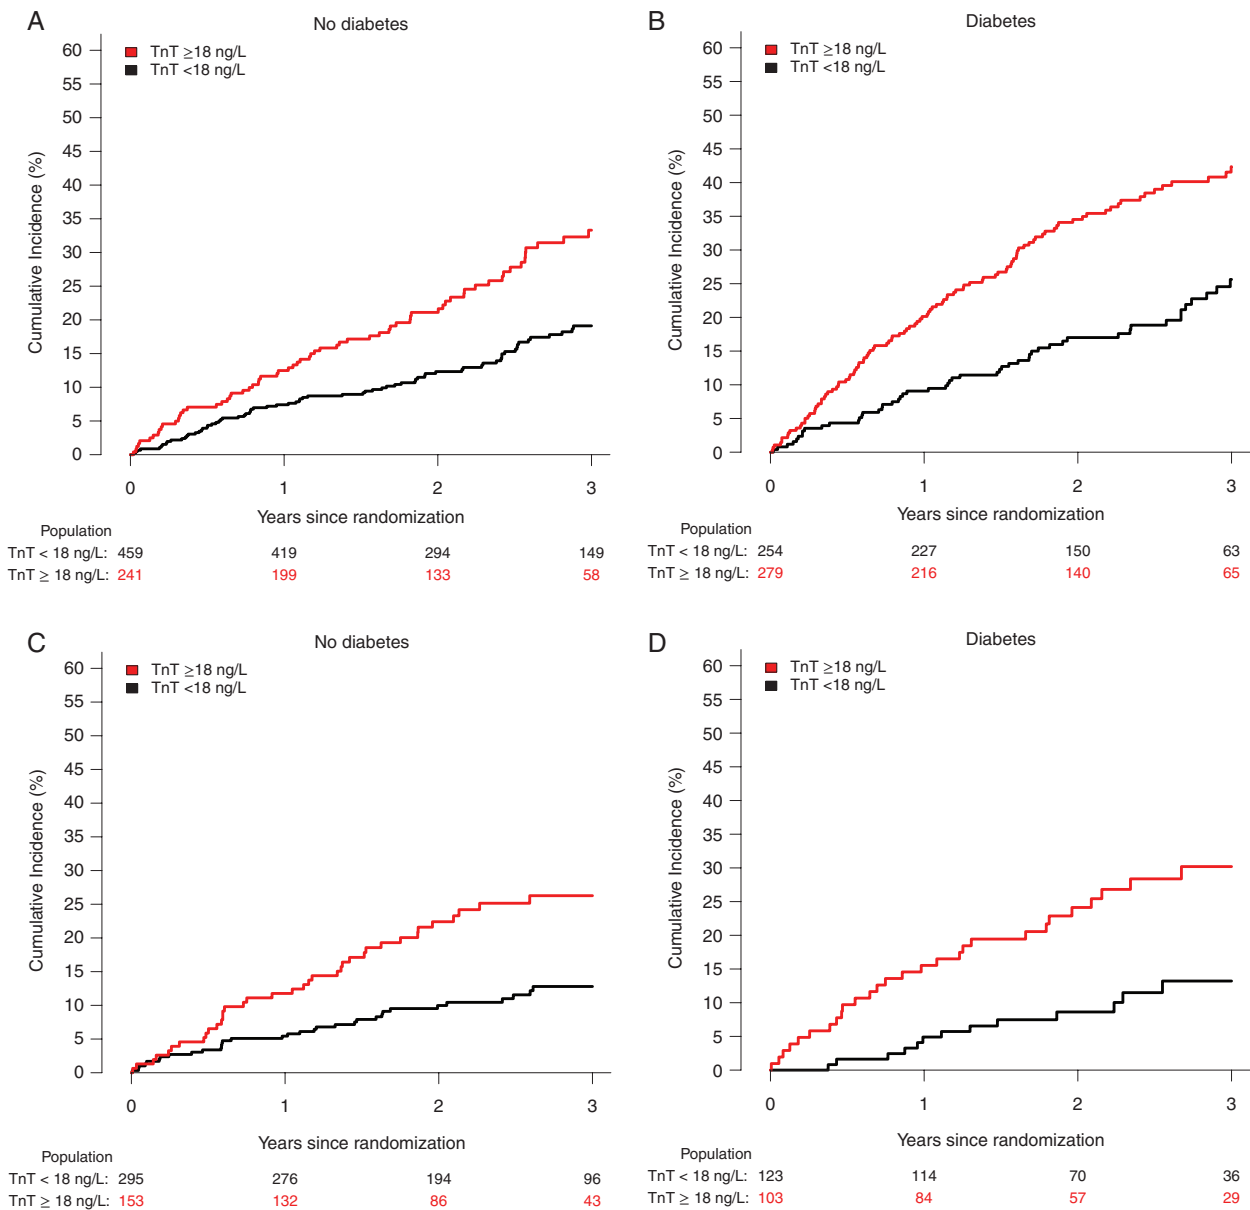 A
No diabetes
TnT ≥18 ng/L
TnT <18 ng/L
60
55
50
45
40
35
30
25
20
15
10
5
0
Cumulative Incidence (%)
0 1 2 3
Years since randomization
Population
TnT < 18 ng/L: 459 419 294 149
TnT ≥ 18 ng/L: 241 199 133 58
B
Diabetes
TnT ≥18 ng/L
TnT <18 ng/L
60
55
50
45
40
35
30
25
20
15
10
5
0
Cumulative Incidence (%)
0 1 2 3
Years since randomization
Population
TnT < 18 ng/L: 254 227 150 63
TnT ≥ 18 ng/L: 279 216 140 65
C
No diabetes
TnT ≥18 ng/L
TnT <18 ng/L
60
55
50
45
40
35
30
25
20
15
10
5
0
Cumulative Incidence (%)
0 1 2 3
Years since randomization
Population
TnT < 18 ng/L: 295 276 194 96
TnT ≥ 18 ng/L: 153 132 86 43
D
Diabetes
TnT ≥18 ng/L
TnT <18 ng/L
60
55
50
45
40
35
30
25
20
15
10
5
0
Cumulative Incidence (%)
0 1 2 3
Years since randomization
Population
TnT < 18 ng/L: 123 114 70 36
TnT ≥ 18 ng/L: 103 84 57 29